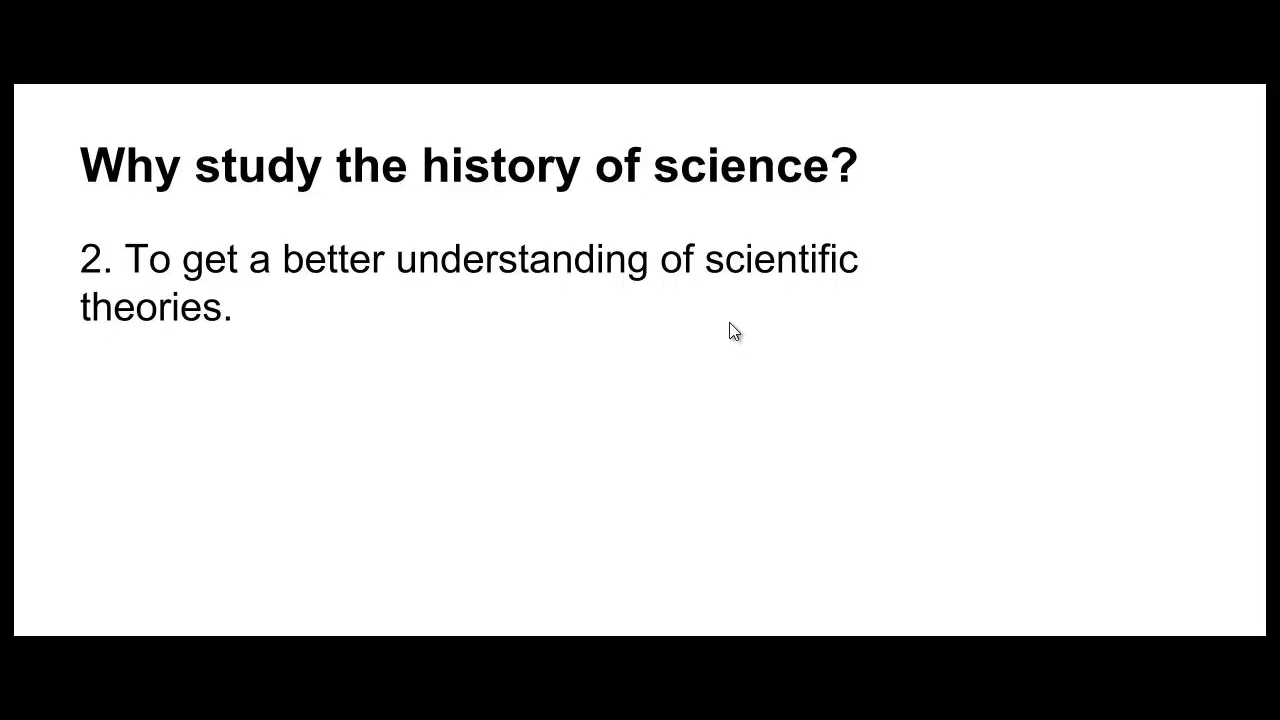 Why study the history of science?
2. To get a better understanding of scientific
theories.